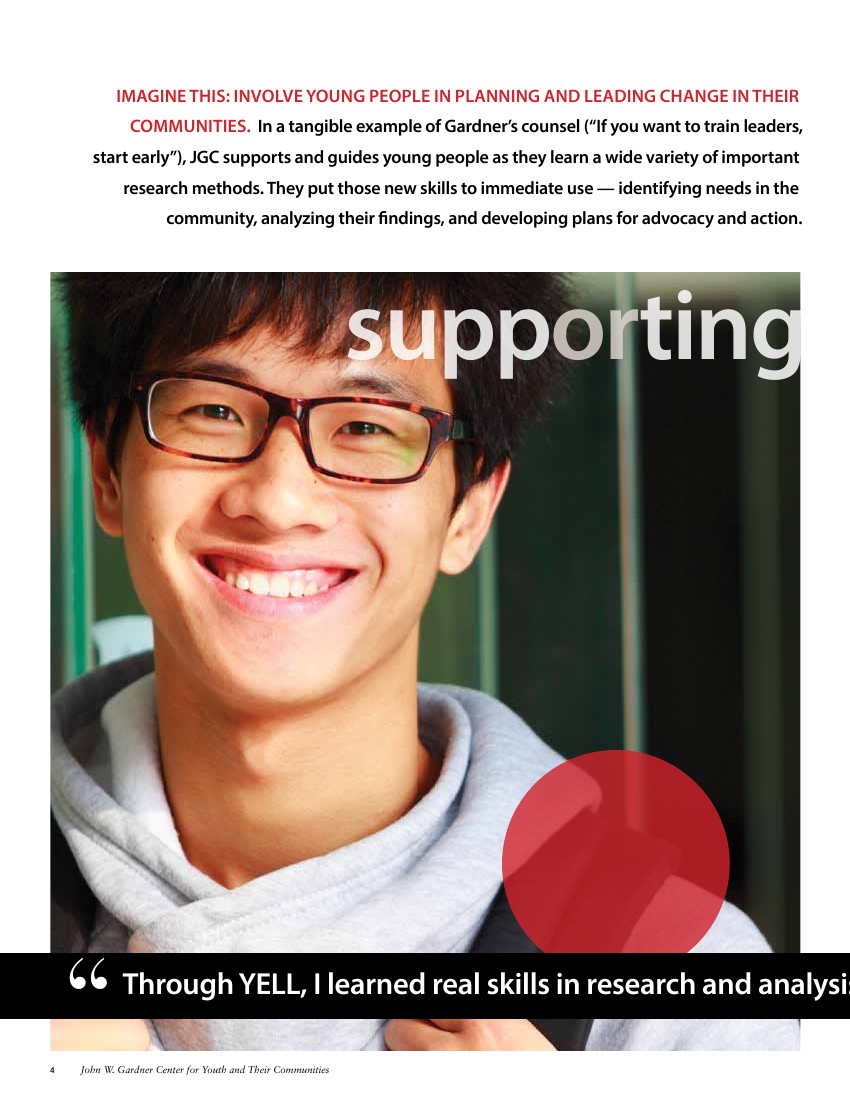 IMAGINE THIS: INVOLVE YOUNG PEOPLE IN PLANNING AND LEADING CHANGE IN THEIR
COMMUNITIES. In a tangible example of Gardner’s counsel (“If you want to train leaders,
start early”), JGC supports and guides young people as they learn a wide variety of important
research methods. They put those new skills to immediate use — identifying needs in the
community, analyzing their findings, and developing plans for advocacy and action.
supporting
“ Through YELL, I learned real skills in research and analysis
4 John W. Gardner Center for Youth and Their Communities